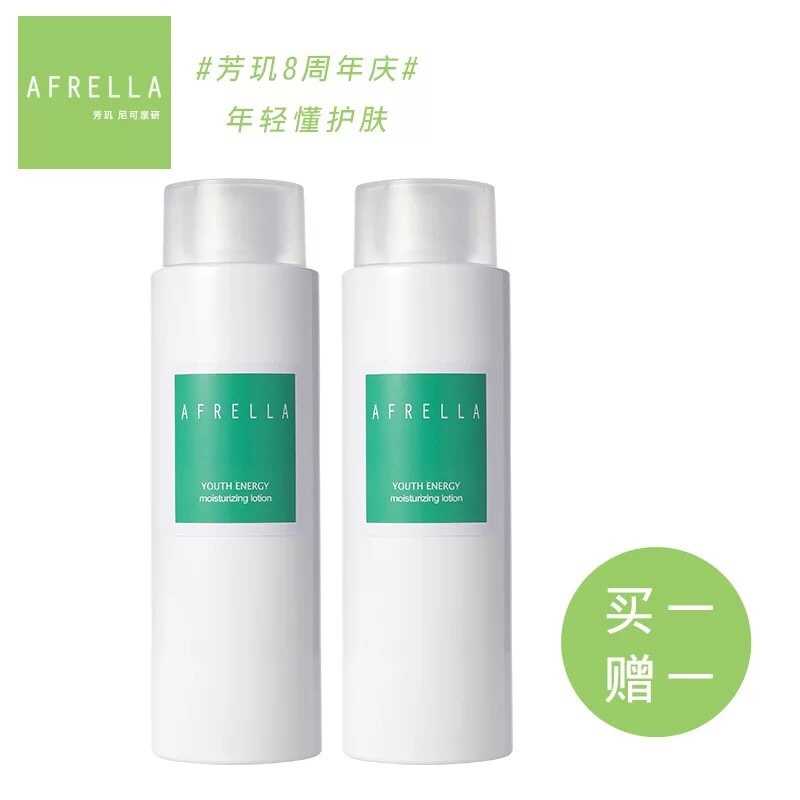 AFRELLA
芳玑 尼可童研
#芳玑8周年庆#
年轻懂护肤
AFRELLA
YOUTH ENERGY
moisturizing lotion
AFRELLA
YOUTH ENERGY
moisturizing lotion
买一
赠一